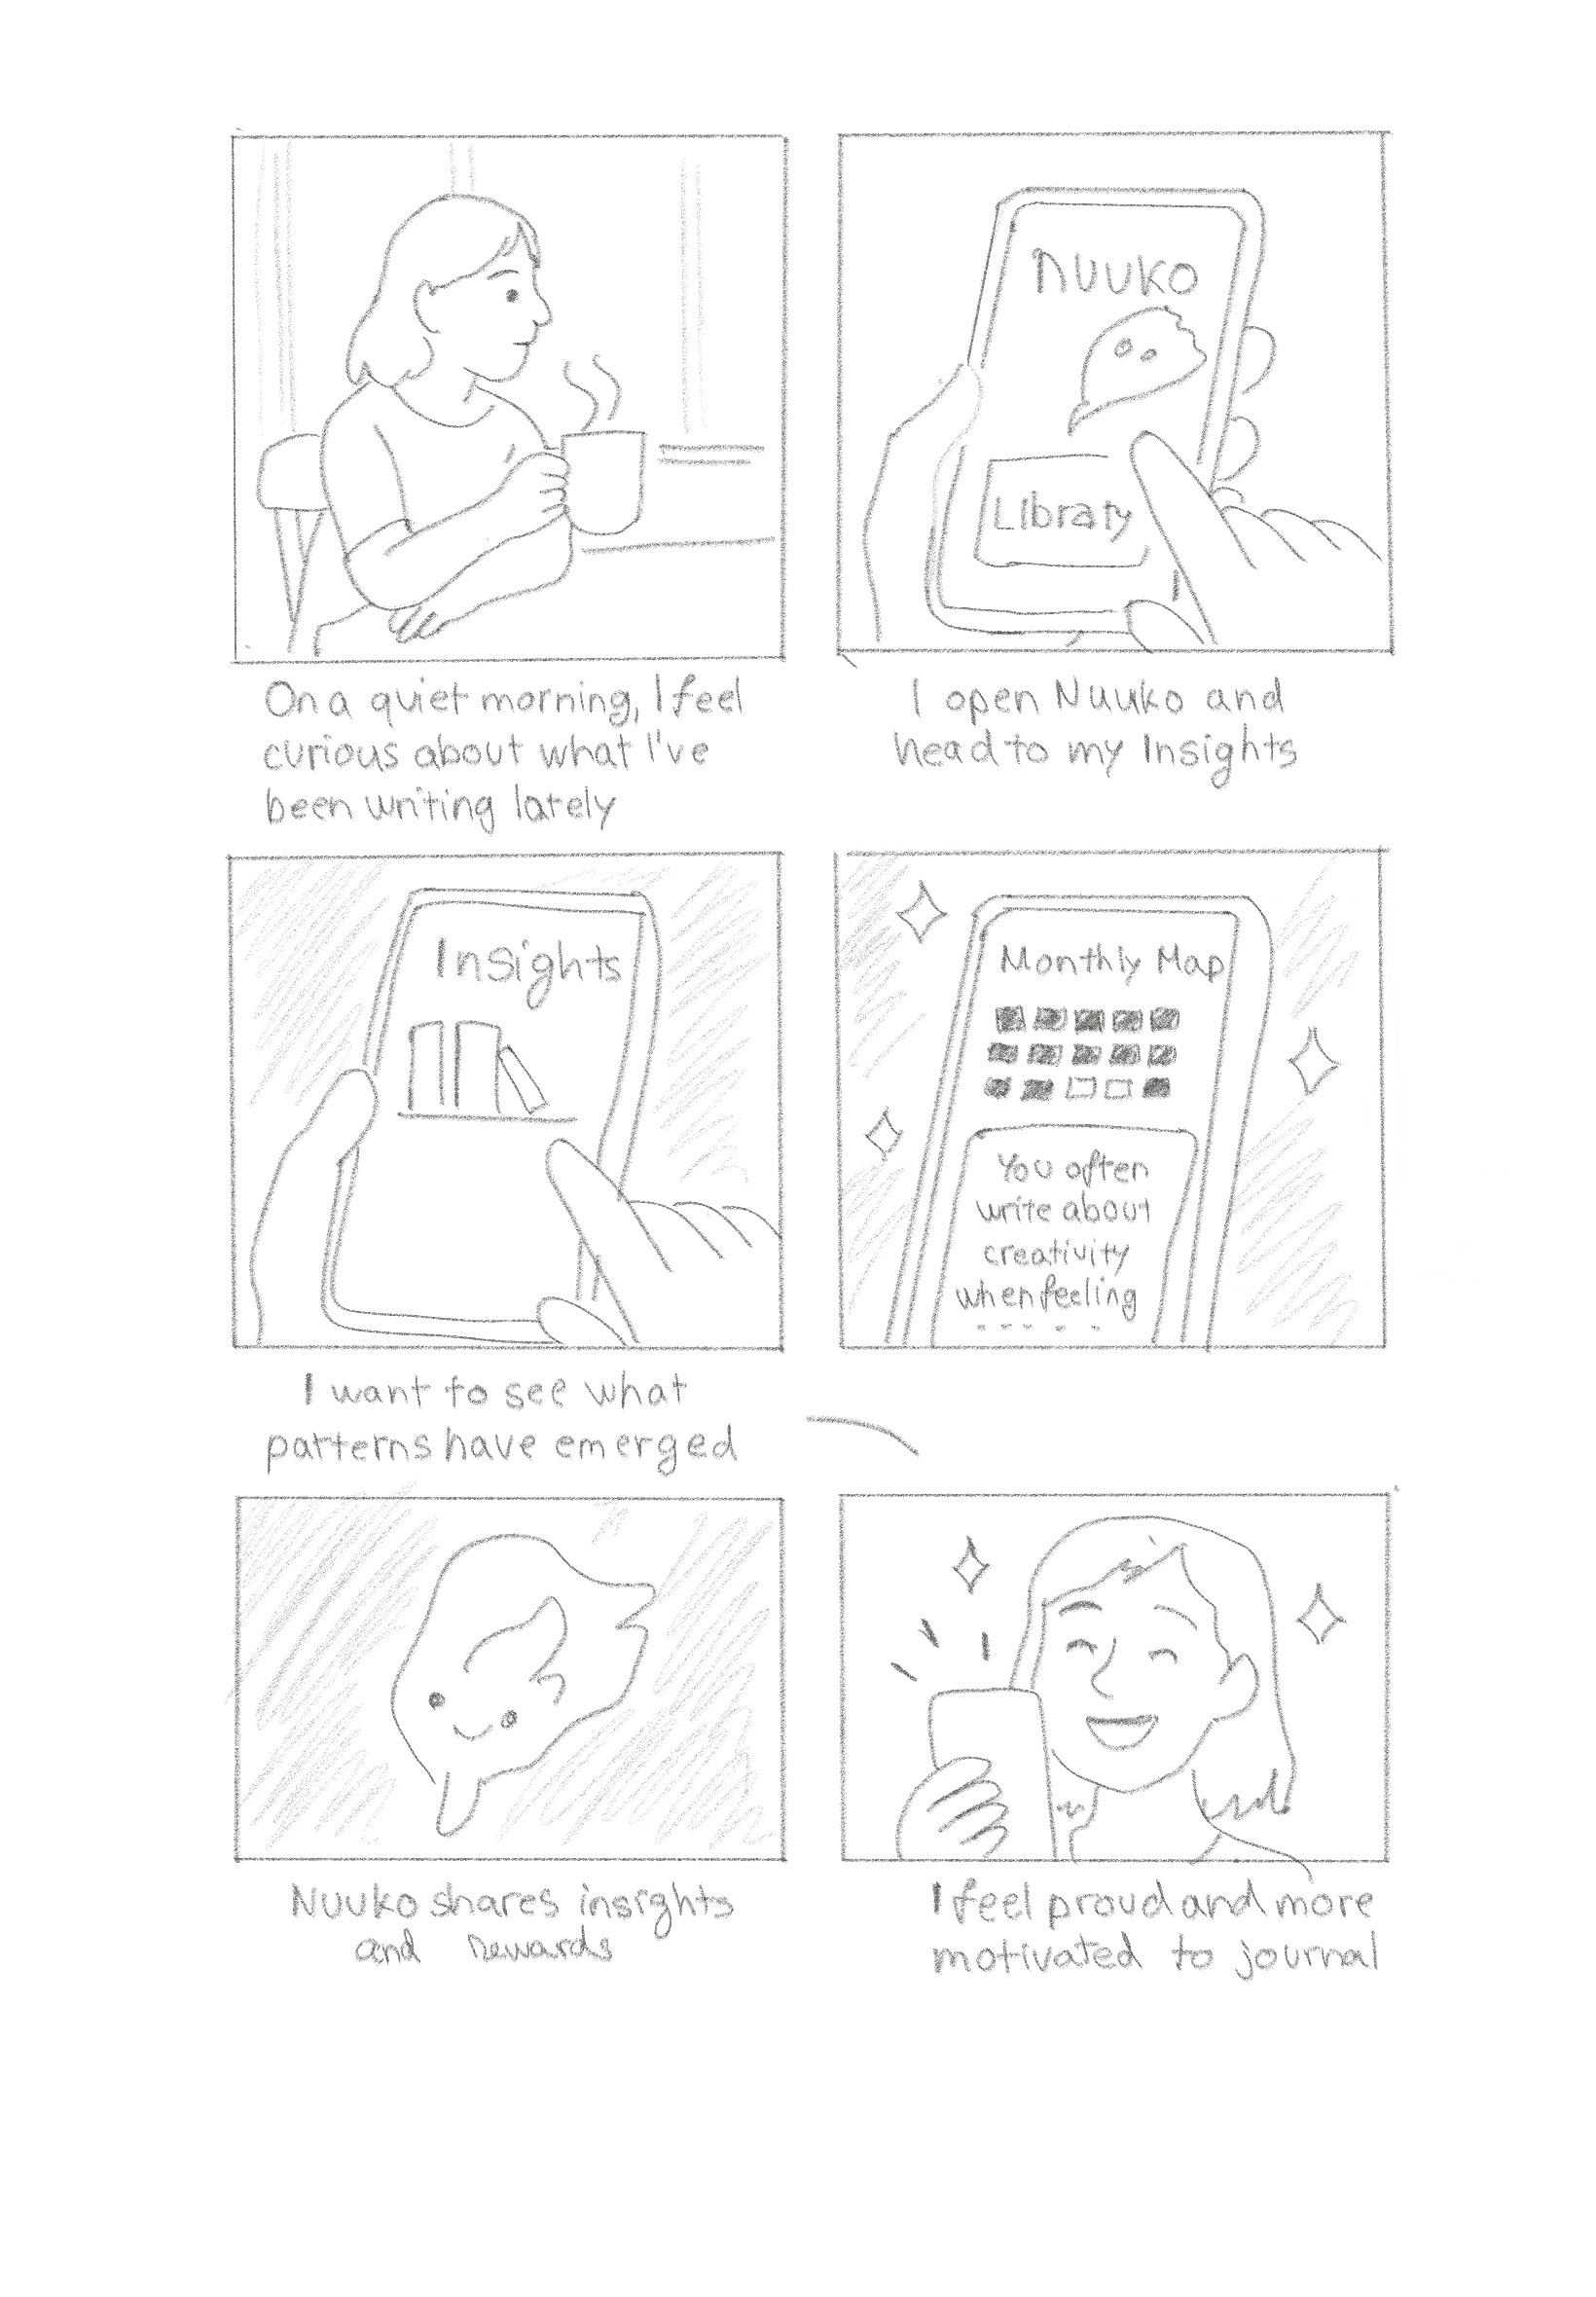 On a quiet morning, I feel
curious about what I've
been writing lately
NUUKO
Library
I open Nuuko and
head to my Insights
Insights
I want to see what
patterns have emerged
Monthly Map
You often
write about
creativity
when feeling
- - - - -
Nuuko shares insights
and rewards
I feel proud and more
motivated to journal